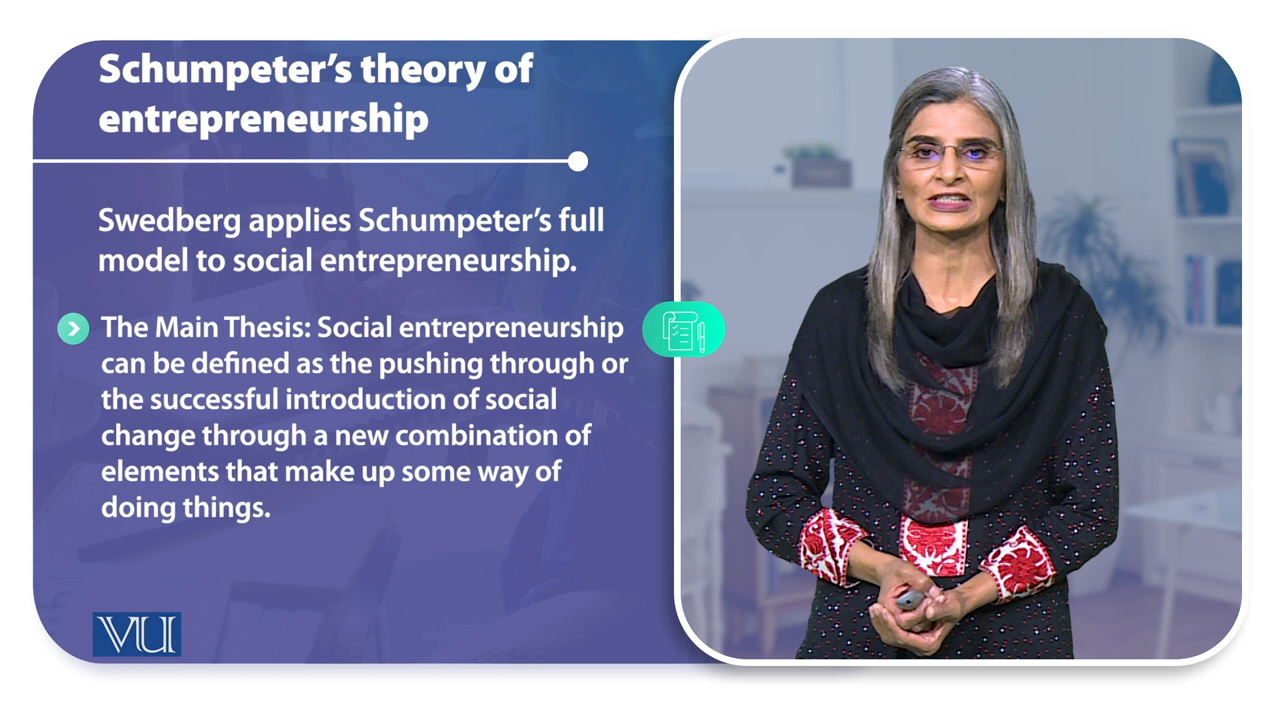 Schumpeter’s theory of
entrepreneurship
Swedberg applies Schumpeter’s full
model to social entrepreneurship.
The Main Thesis: Social entrepreneurship
can be defined as the pushing through or
the successful introduction of social
change through a new combination of
elements that make up some way of
doing things.
VU